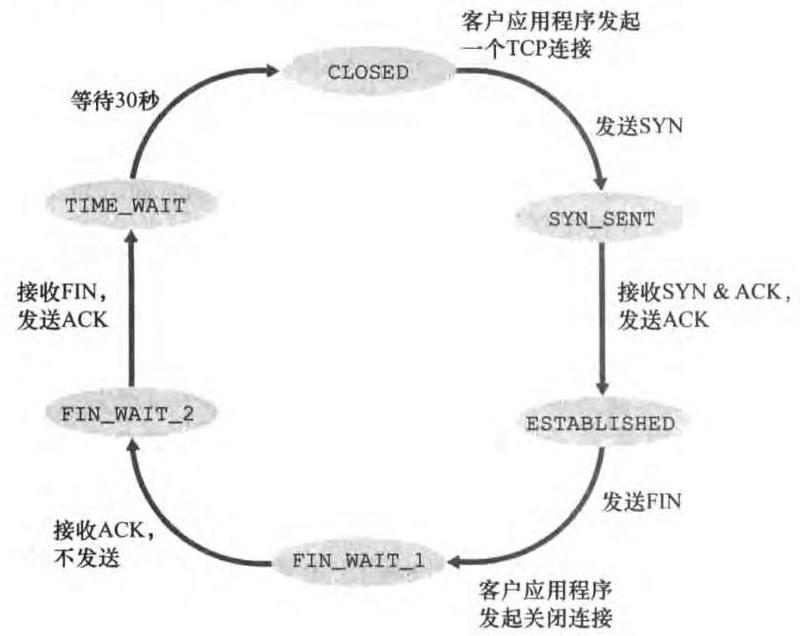 客户应用程序发起
一个TCP连接
CLOSED
等待30秒
发送SYN
TIME_WAIT
SYN_SENT
接收FIN，
发送ACK
接收SYN & ACK，
发送ACK
FIN_WAIT_2
ESTABLISHED
发送FIN
接收ACK，
不发送
FIN_WAIT_1
客户应用程序
发起关闭连接